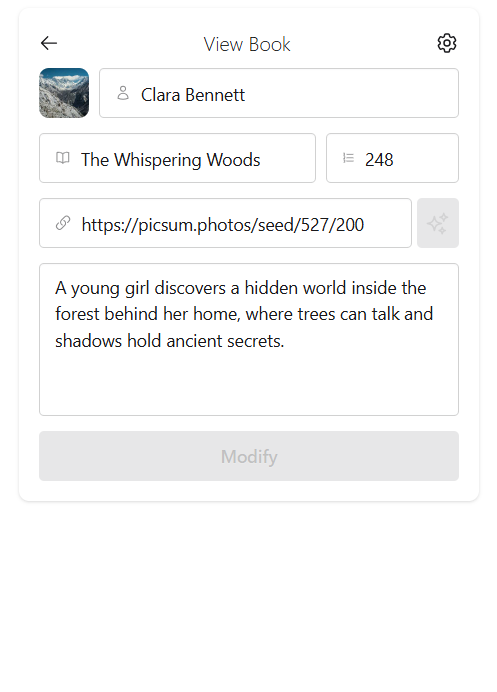 View Book
Clara Bennett
The Whispering Woods
248
https://picsum.photos/seed/527/200
A young girl discovers a hidden world inside the
forest behind her home, where trees can talk and
shadows hold ancient secrets.
Modify